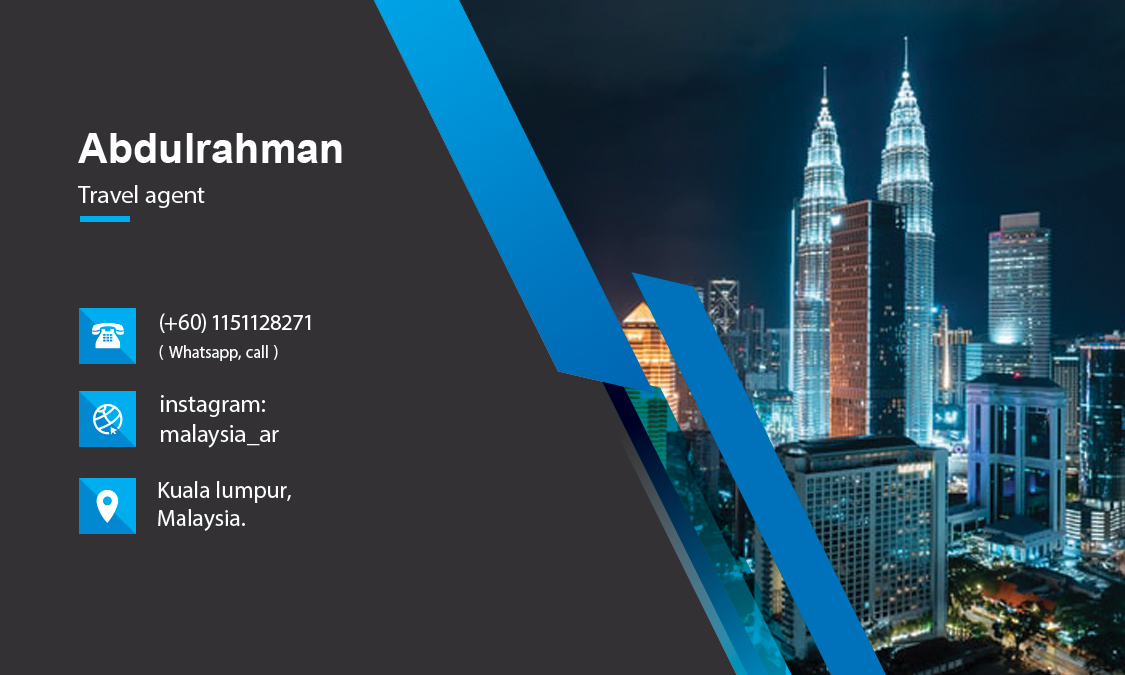 Abdulrahman
Travel agent
(+60) 1151128271
( Whatsapp, call )
instagram:
malaysia_ar
Kuala lumpur,
Malaysia.